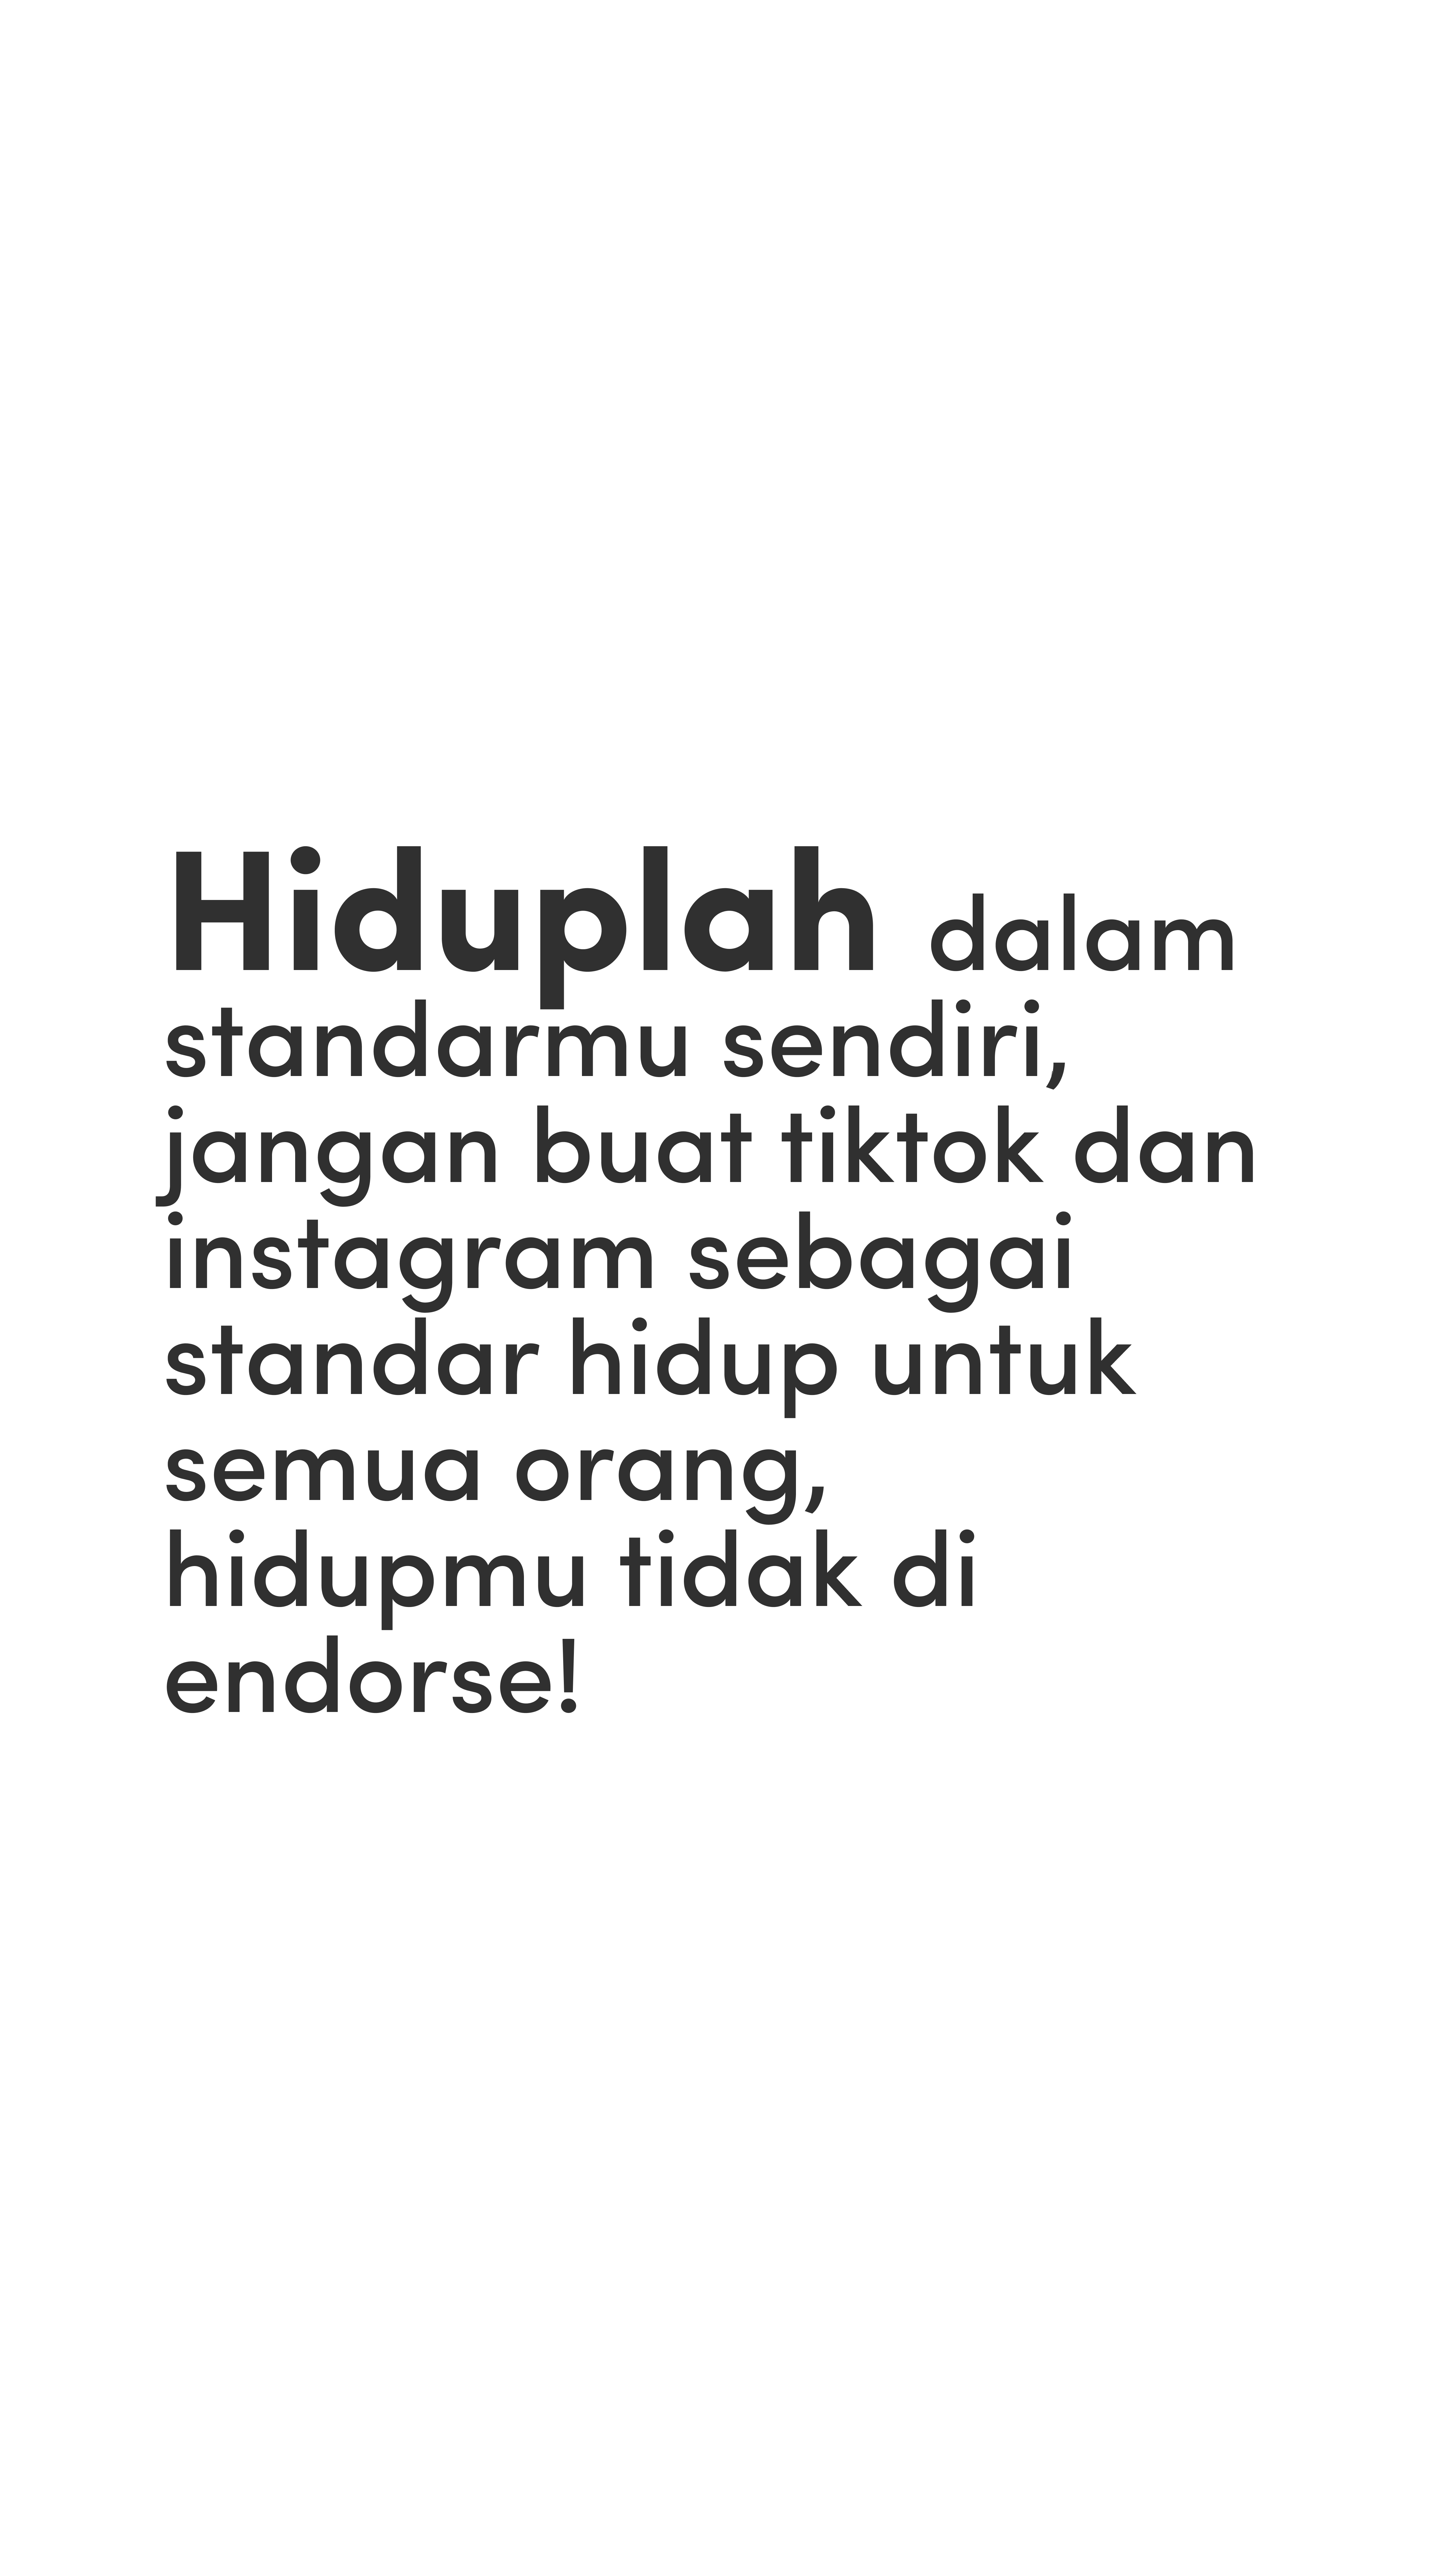 Hiduplah dalam
standarmu sendiri,
jangan buat tiktok dan
instagram sebagai
standar hidup untuk
semua orang,
hidupmu tidak di
endorse!